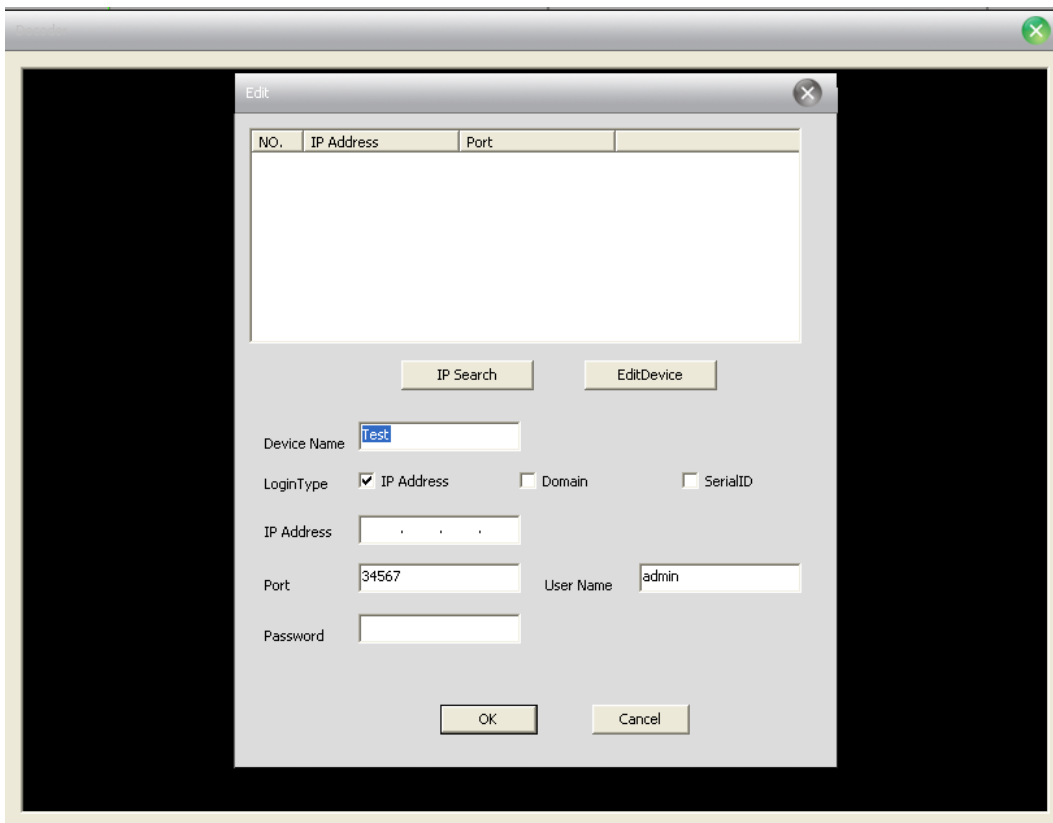 Edit
NO. IP Address Port
IP Search EditDevice
Device Name Test
LoginType IP Address Domain SerialID
IP Address . . .
Port 34567 User Name admin
Password
OK Cancel